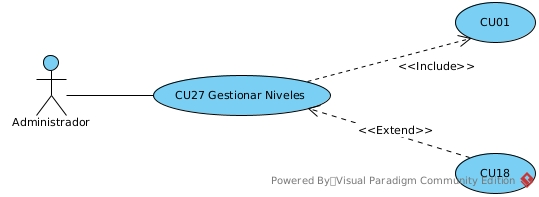 CU01
<<Include>>
CU27 Gestionar Niveles
Administrador
<<Extend>>
CU18
Powered By Visual Paradigm Community Edition